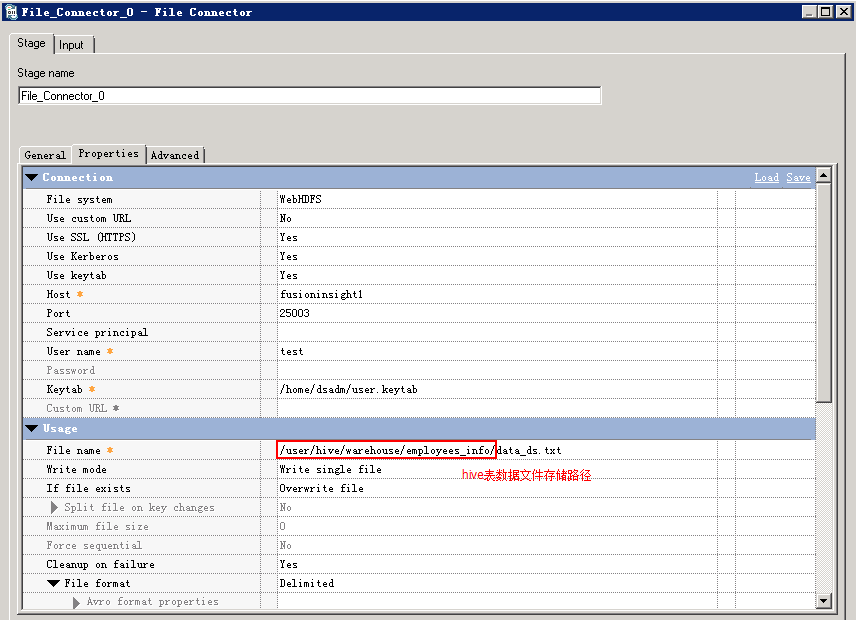 File_Connector_0 - File Connector
Stage Input
Stage name
File_Connector_0
General Properties Advanced
Connection Load Save
File system WebHDFS
Use custom URL No
Use SSL (HTTPS) Yes
Use Kerberos Yes
Use keytab Yes
Host * fusioninsight1
Port 25003
Service principal
User name * test
Password
Keytab * /home/dsadm/user.keytab
Custom URL *
Usage
File name * /user/hive/warehouse/employees_info/data_ds.txt
Write mode Write single file
hive表数据文件存储路径
If file exists Overwrite file
Split file on key changes No
Maximum file size 0
Force sequential No
Cleanup on failure Yes
File format Delimited
Avro format properties